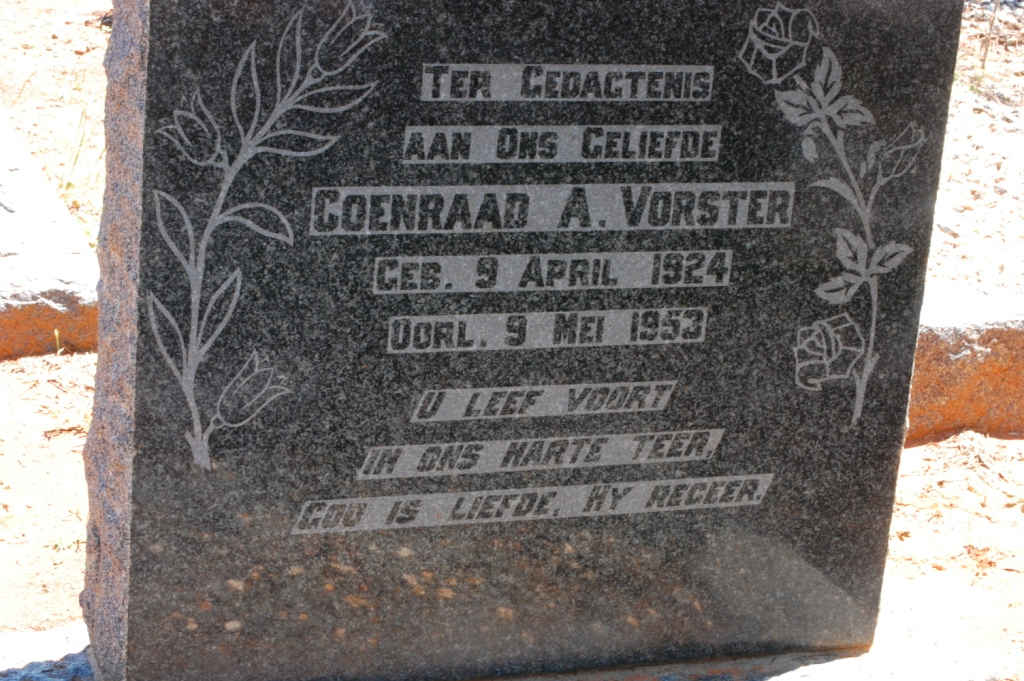 TER GEDAGTENIS
AAN ONS GELIEFDE
COENRAAD A. VORSTER
GEB. 9 APRIL 1924
OORL. 9 MEI 1953
U LEEF VOORT
IN ONS HARTE TEER,
GOD IS LIEFDE, HY REGEER.